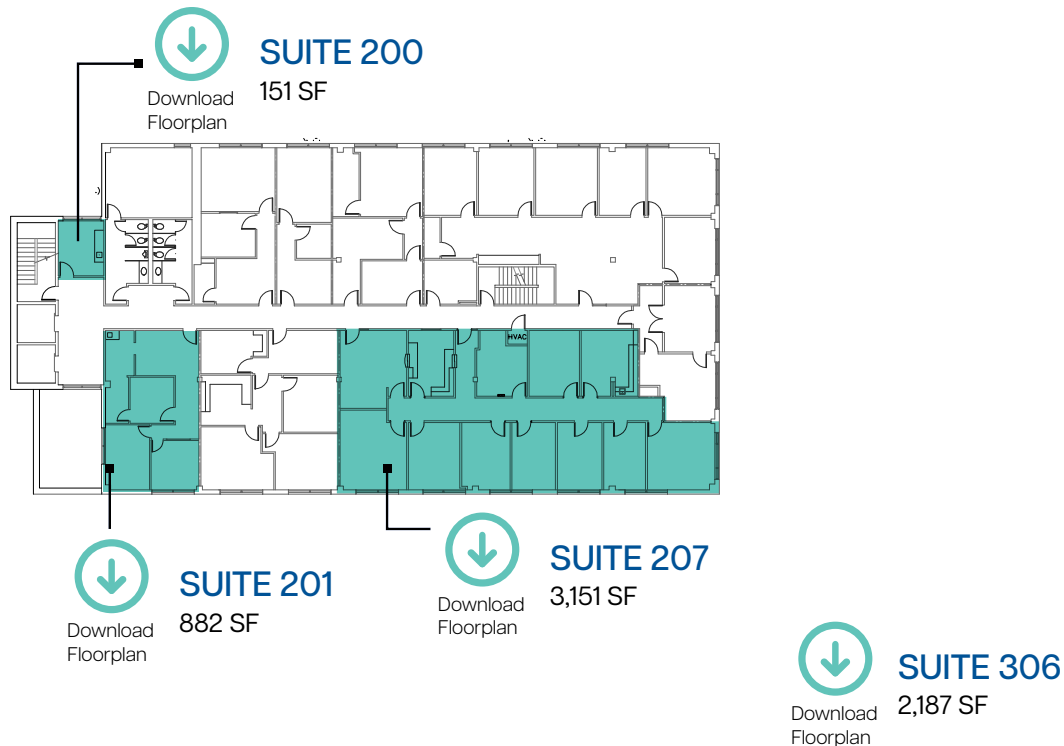 SUITE 200
151 SF
Download
Floorplan
HVAC
SUITE 201
882 SF
Download
Floorplan
SUITE 207
3,151 SF
Download
Floorplan
SUITE 306
2,187 SF
Download
Floorplan